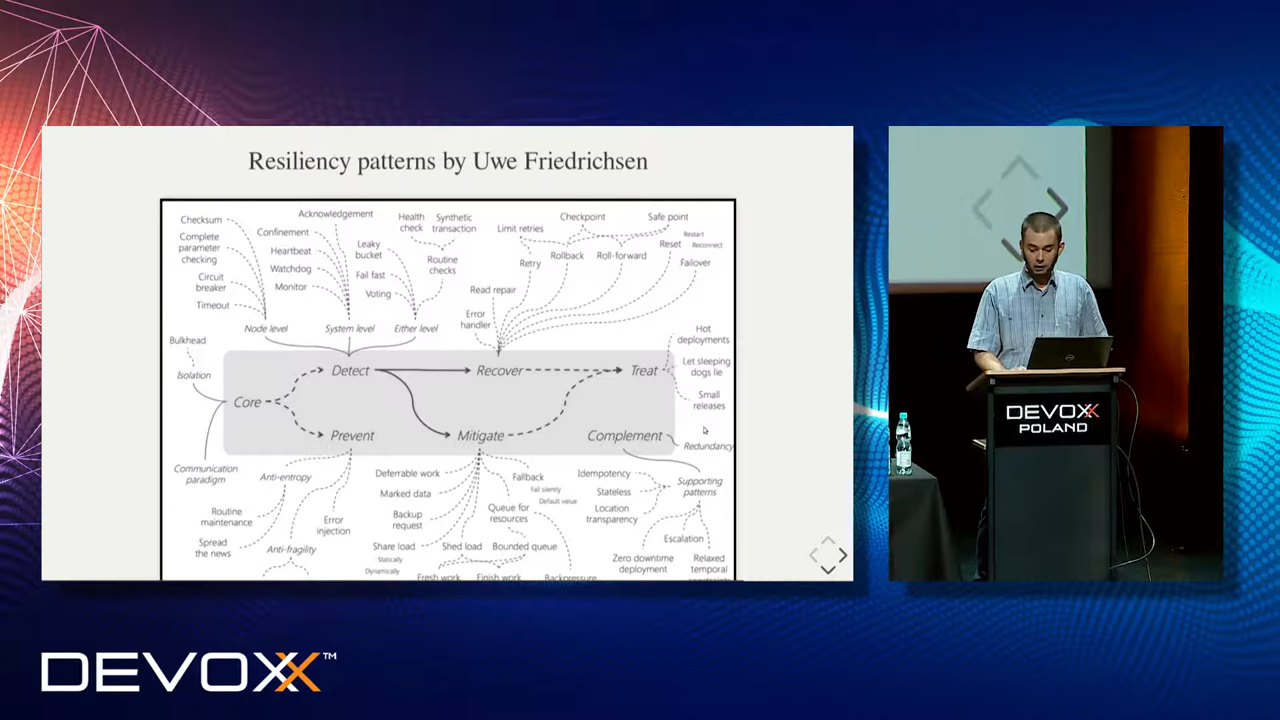 Resiliency patterns by Uwe Friedrichsen
Checksum
Complete
parameter
checking
Circuit
breaker
Timeout
Node level
Acknowledgement
Confinement
Heartbeat
Watchdog
Monitor
System level
Health
check
Synthetic
transaction
Leaky
bucket
Routine
checks
Fail fast
Voting
Either level
Limit retries
Checkpoint
Safe point
Retry
Rollback
Roll-forward
Reset
Restart
Reconnect
Failover
Read repair
Error
handler
Hot
deployments
Let sleeping
dogs lie
Small
releases
Bulkhead
Isolation
Core
Detect
Recover
Treat
Prevent
Mitigate
Complement
Redundancy
Communication
paradigm
Anti-entropy
Routine
maintenance
Spread
the news
Error
injection
Anti-fragility
Deferrable work
Marked data
Backup
request
Share load
Statically
Dynamically
Fallback
Fail silently
Default value
Queue for
resources
Shed load
Bounded queue
Fresh work
Finish work
Backpressure
Idempotency
Stateless
Location
transparency
Supporting
patterns
Escalation
Zero downtime
deployment
Relaxed
temporal
constraints
DEVOXX
POLAND
DELL
DEVOXX™